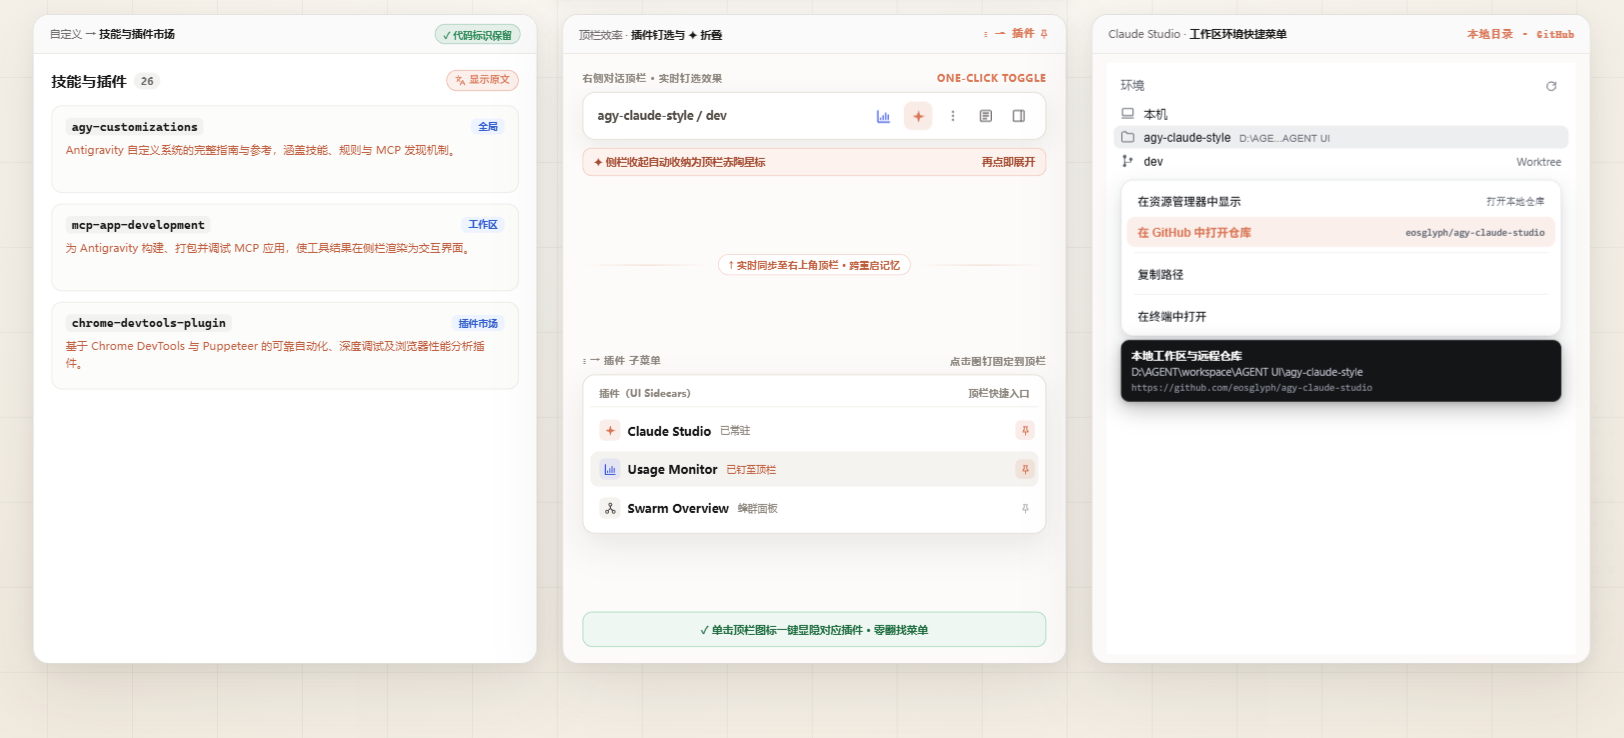 自定义 → 技能与插件市场
✓ 代码标识保留
技能与插件 26
显示原文
agy-customizations
全局
Antigravity 自定义系统的完整指南与参考，涵盖技能、规则与 MCP 发现机制。
mcp-app-development
工作区
为 Antigravity 构建、打包并调试 MCP 应用，使工具结果在侧栏渲染为交互界面。
chrome-devtools-plugin
插件市场
基于 Chrome DevTools 与 Puppeteer 的可靠自动化、深度调试及浏览器性能分析插
件。
顶栏效率 · 插件钉选与 ✦ 折叠
⋮ → 插件
右侧对话顶栏 • 实时钉选效果
ONE-CLICK TOGGLE
agy-claude-style / dev
✦ 侧栏收起自动收纳为顶栏赤陶星标
再点即展开
↑ 实时同步至右上角顶栏 • 跨重启记忆
⋮ → 插件 子菜单
点击图钉固定到顶栏
插件（UI Sidecars）
顶栏快捷入口
Claude Studio 已常驻
Usage Monitor 已钉至顶栏
Swarm Overview 蜂群面板
✓ 单击顶栏图标一键显隐对应插件 • 零翻找菜单
Claude Studio · 工作区环境快捷菜单
本地目录 · GitHub
环境
本机
agy-claude-style D:\AGE...AGENT UI
dev
Worktree
在资源管理器中显示
打开本地仓库
在 GitHub 中打开仓库
eosglyph/agy-claude-studio
复制路径
在终端中打开
本地工作区与远程仓库
D:\AGENT\workspace\AGENT UI\agy-claude-style
https://github.com/eosglyph/agy-claude-studio